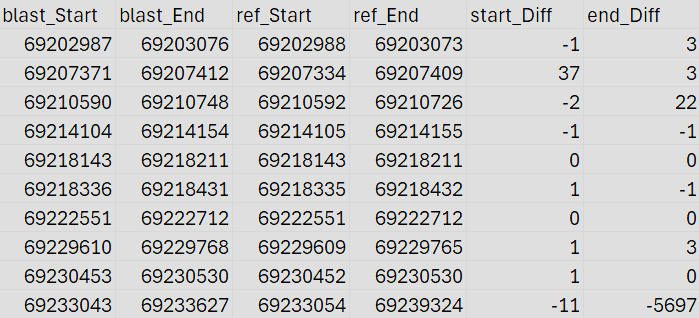 blast_Start blast_End ref_Start ref_End start_Diff end_Diff
69202987 69203076 69202988 69203073 -1 3
69207371 69207412 69207334 69207409 37 3
69210590 69210748 69210592 69210726 -2 22
69214104 69214154 69214105 69214155 -1 -1
69218143 69218211 69218143 69218211 0 0
69218336 69218431 69218335 69218432 1 -1
69222551 69222712 69222551 69222712 0 0
69229610 69229768 69229609 69229765 1 3
69230453 69230530 69230452 69230530 1 0
69233043 69233627 69233054 69239324 -11 -5697